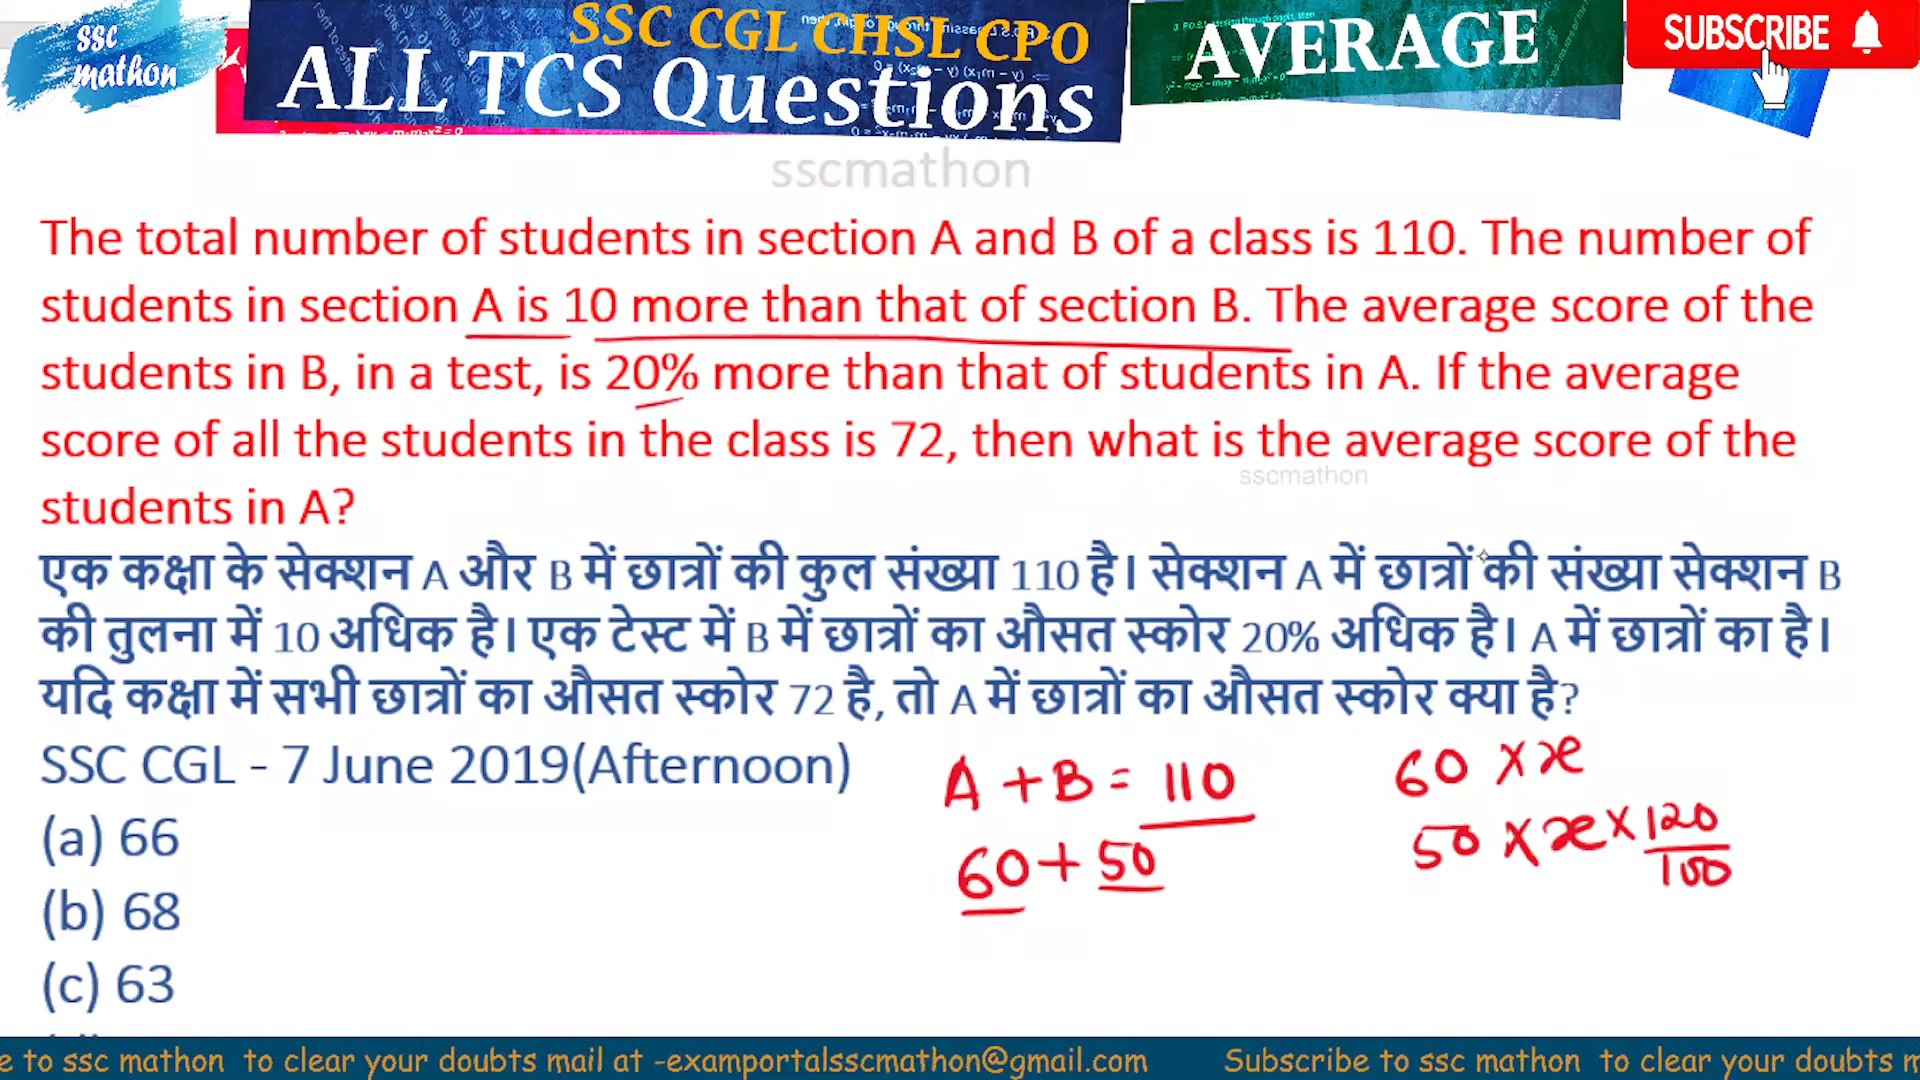 ssc
mathon
SSC CGL CHSL CPO
ALL TCS Questions
AVERAGE
SUBSCRIBE
sscmathon
The total number of students in section A and B of a class is 110. The number of
students in section A is 10 more than that of section B. The average score of the
students in B, in a test, is 20% more than that of students in A. If the average
score of all the students in the class is 72, then what is the average score of the
sscmathon
students in A?
एक कक्षा के सेक्शन A और B में छात्रों की कुल संख्या 110 है। सेक्शन A में छात्रों की संख्या सेक्शन B
की तुलना में 10 अधिक है। एक टेस्ट में B में छात्रों का औसत स्कोर 20% अधिक है। A में छात्रों का है।
यदि कक्षा में सभी छात्रों का औसत स्कोर 72 है, तो A में छात्रों का औसत स्कोर क्या है?
SSC CGL - 7 June 2019(Afternoon)
(a) 66
(b) 68
(c) 63
A + B = 110
60 + 50
60 × x
50 × x × 120/100
e to ssc mathon to clear your doubts mail at -examportalsscmathon@gmail.com Subscribe to ssc mathon to clear your doubts m